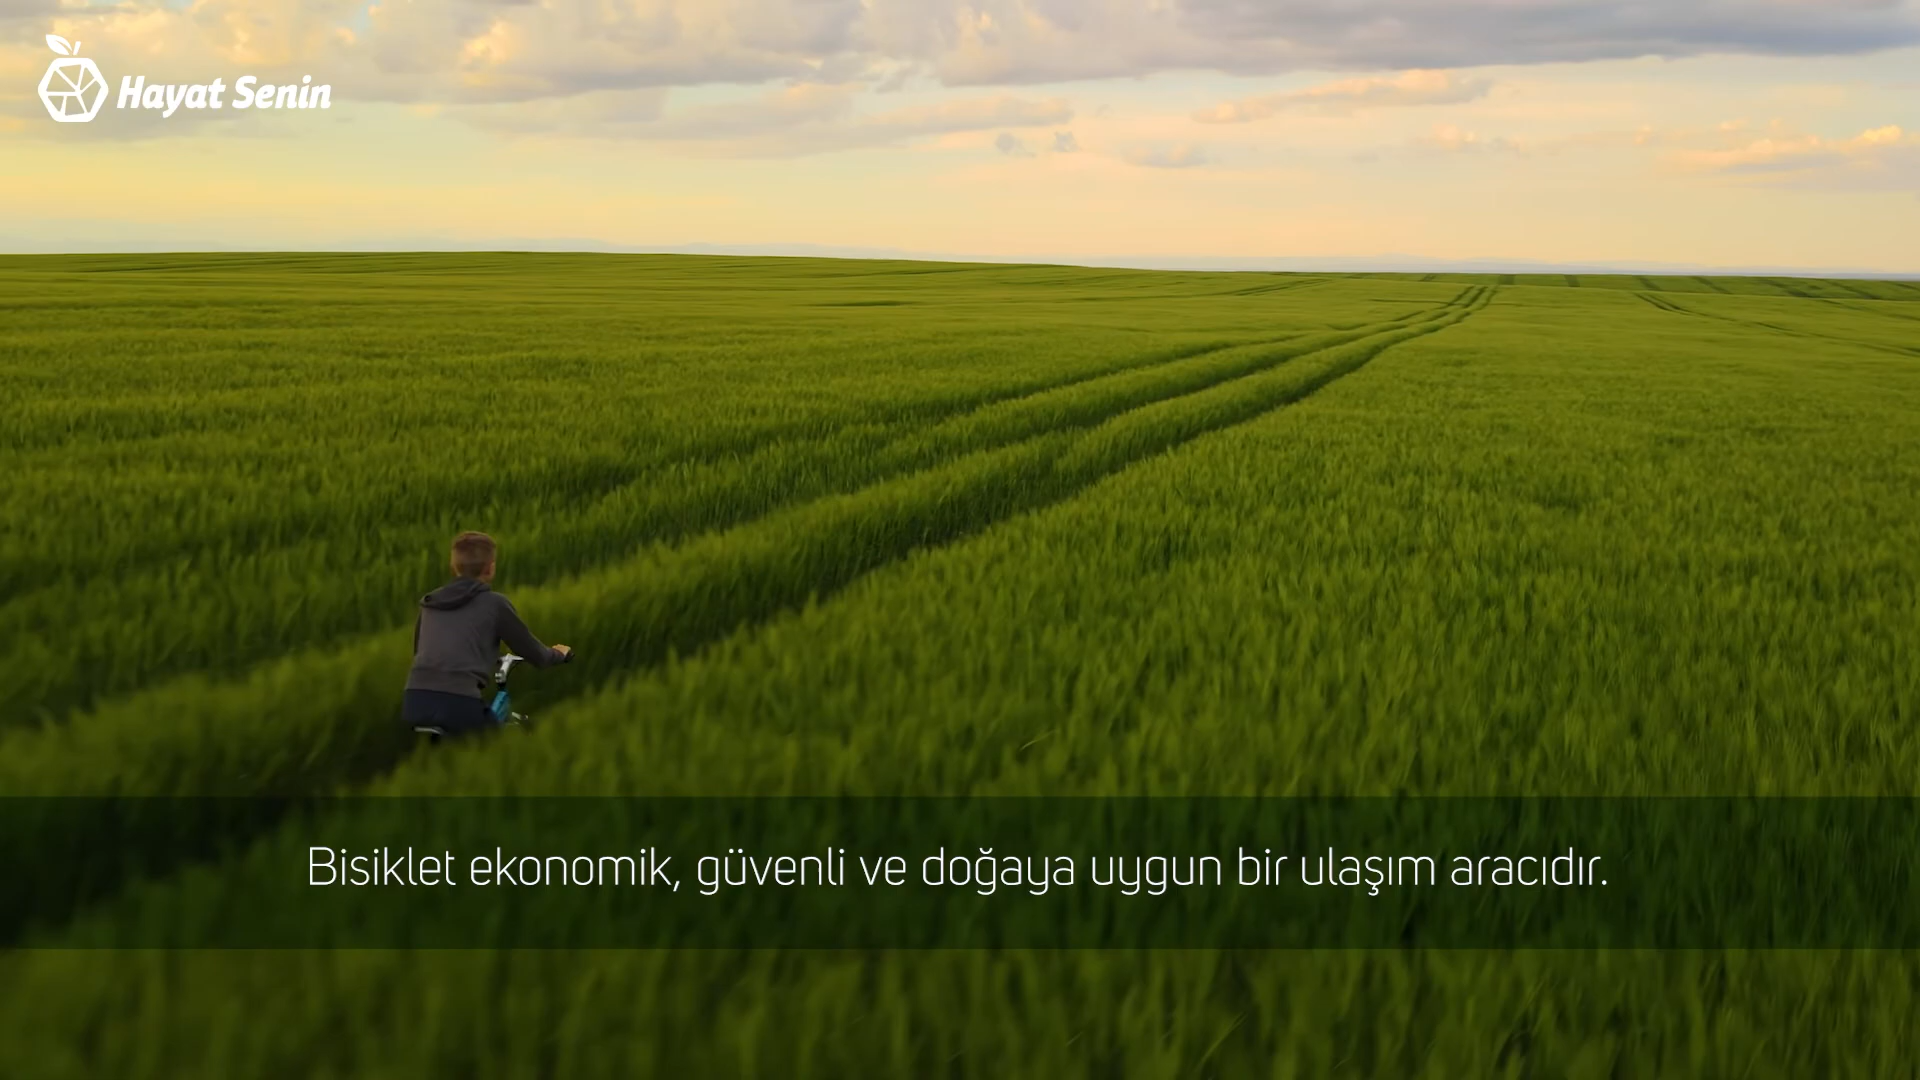 Hayat Senin
Bisiklet ekonomik, güvenli ve doğaya uygun bir ulaşım aracıdır.